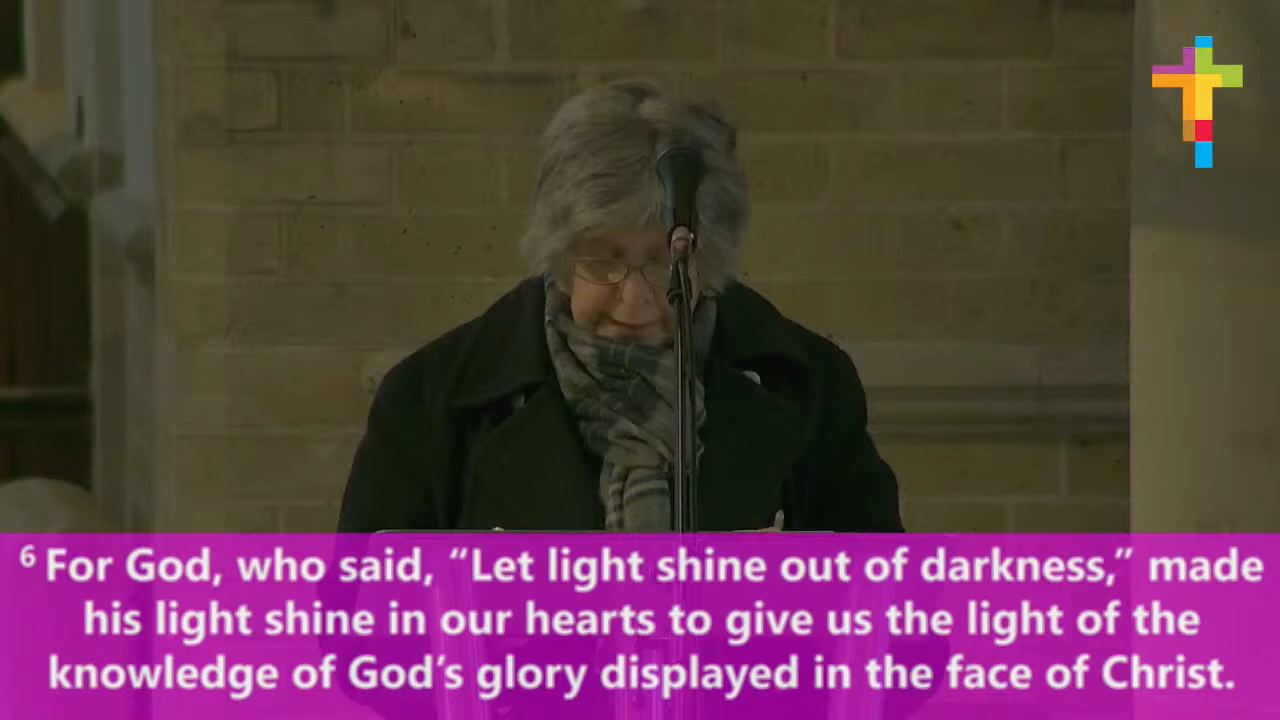 ⁶ For God, who said, “Let light shine out of darkness,” made
his light shine in our hearts to give us the light of the
knowledge of God’s glory displayed in the face of Christ.